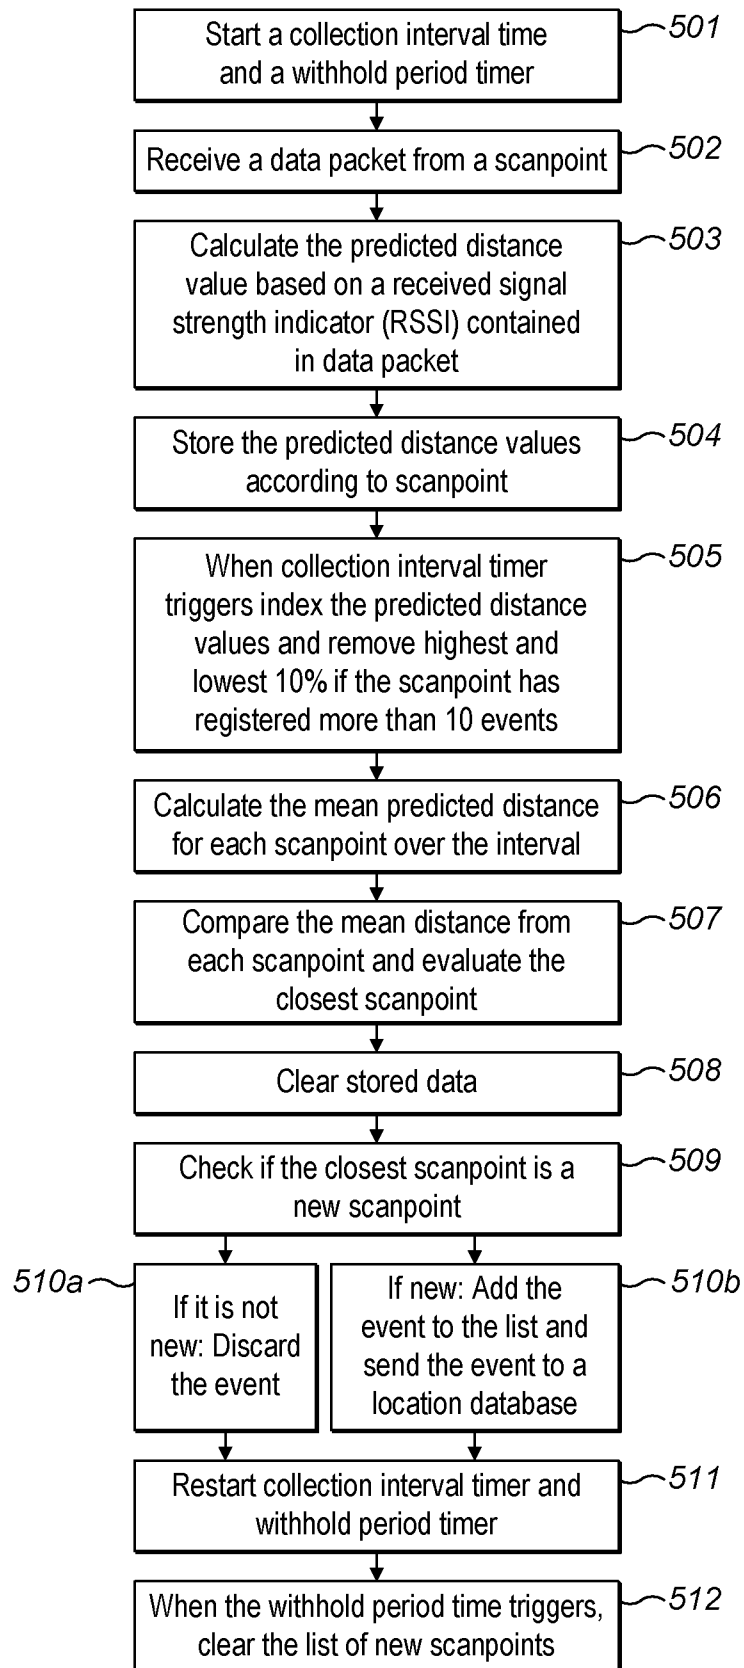 Start a collection interval time
and a withhold period timer
501
Receive a data packet from a scanpoint
502
Calculate the predicted distance
value based on a received signal
strength indicator (RSSI) contained
in data packet
503
Store the predicted distance values
according to scanpoint
504
When collection interval timer
triggers index the predicted distance
values and remove highest and
lowest 10% if the scanpoint has
registered more than 10 events
505
Calculate the mean predicted distance
for each scanpoint over the interval
506
Compare the mean distance from
each scanpoint and evaluate the
closest scanpoint
507
Clear stored data
508
Check if the closest scanpoint is a
new scanpoint
509
510a
If it is not
new: Discard
the event
If new: Add the
event to the list and
send the event to a
location database
510b
Restart collection interval timer and
withhold period timer
511
When the withhold period time triggers,
clear the list of new scanpoints
512